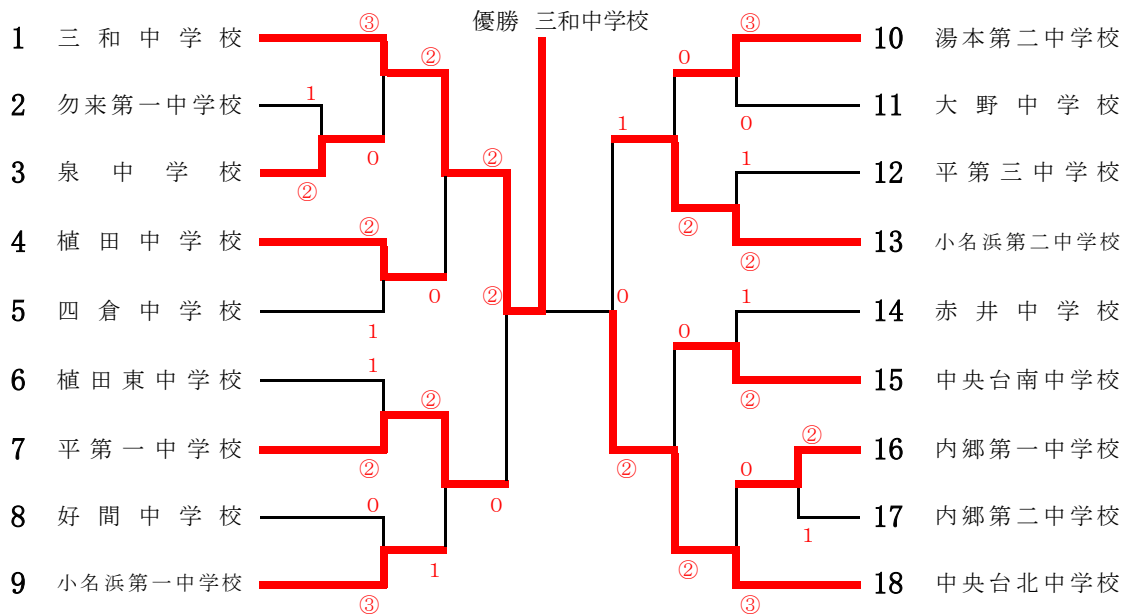 優勝 三和中学校
③
③
1 三和中学校
10 湯本第二中学校
②
0
2 勿来第一中学校
1
11 大野中学校
0
1
0
3 泉中学校
②
②
1
12 平第三中学校
4 植田中学校
②
②
②
13 小名浜第二中学校
0
②
0
5 四倉中学校
1
1
14 赤井中学校
0
6 植田東中学校
1
②
15 中央台南中学校
②
7 平第一中学校
②
②
②
16 内郷第一中学校
0
0
8 好間中学校
0
1
17 内郷第二中学校
1
②
9 小名浜第一中学校
③
③
18 中央台北中学校